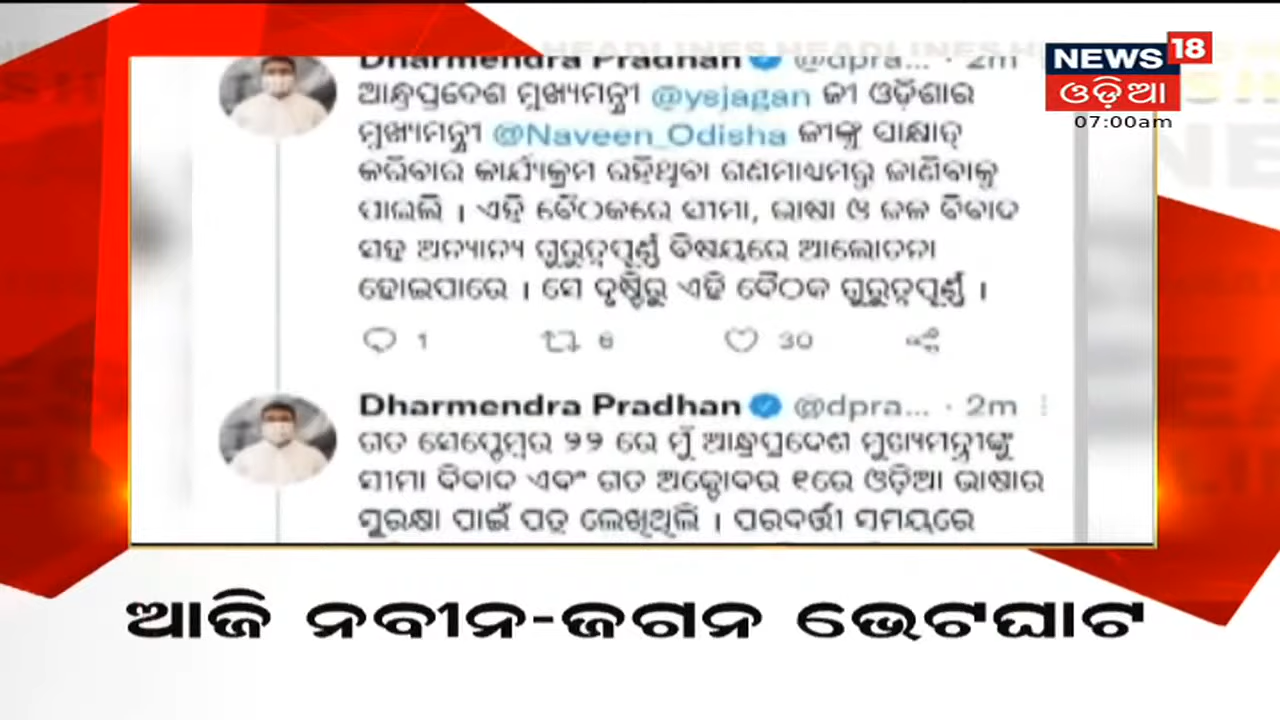 NEWS 18
ଓଡ଼ିଆ
07:00am
Dharmendra Pradhan @dpra... · 2m
ଆନ୍ଧ୍ରପ୍ରଦେଶ ମୁଖ୍ୟମନ୍ତ୍ରୀ @ysjagan ଜୀ ଓଡ଼ିଶାର
ମୁଖ୍ୟମନ୍ତ୍ରୀ @Naveen_Odisha ଜୀଙ୍କୁ ସାକ୍ଷାତ୍
କରିବାର କାର୍ଯ୍ୟକ୍ରମ ରହିଥିବା ଗଣମାଧ୍ୟମରୁ ଜାଣିବାକୁ
ପାଇଲି । ଏହି ବୈଠକରେ ସୀମା, ଭାଷା ଓ ଜଳ ବିବାଦ
ସହ ଅନ୍ୟାନ୍ୟ ଗୁରୁତ୍ୱପୂର୍ଣ୍ଣ ବିଷୟରେ ଆଲୋଚନା
ହୋଇପାରେ । ସେ ଦୃଷ୍ଟିରୁ ଏହି ବୈଠକ ଗୁରୁତ୍ୱପୂର୍ଣ୍ଣ ।
1 6 30
Dharmendra Pradhan @dpra... · 2m
ଗତ ସେପ୍ଟେମ୍ବର ୨୨ ରେ ମୁଁ ଆନ୍ଧ୍ରପ୍ରଦେଶ ମୁଖ୍ୟମନ୍ତ୍ରୀଙ୍କୁ
ସୀମା ବିବାଦ ଏବଂ ଗତ ଅକ୍ଟୋବର ୧ରେ ଓଡ଼ିଆ ଭାଷାର
ସୁରକ୍ଷା ପାଇଁ ପତ୍ର ଲେଖିଥିଲି । ପରବର୍ତ୍ତୀ ସମୟରେ
ଆଜି ନବୀନ-ଜଗନ ଭେଟଘାଟ